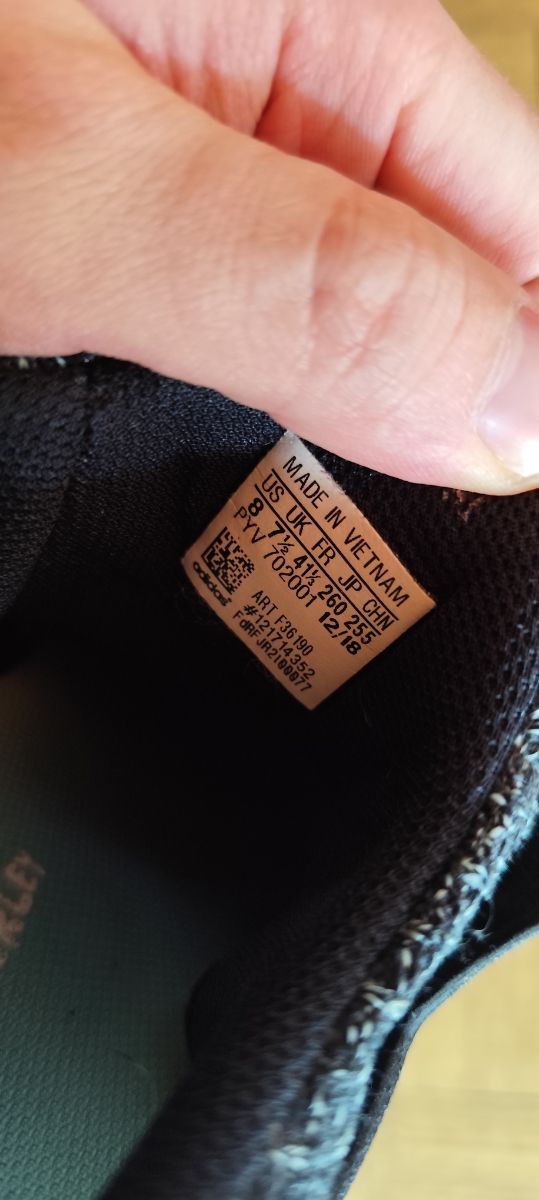 MADE IN VIETNAM
US UK FR JP CHN
8 7½ 41⅓ 260 255
PYV 702001 12/18
ART F36190
#121714352
FdRFJR2100077
adidas